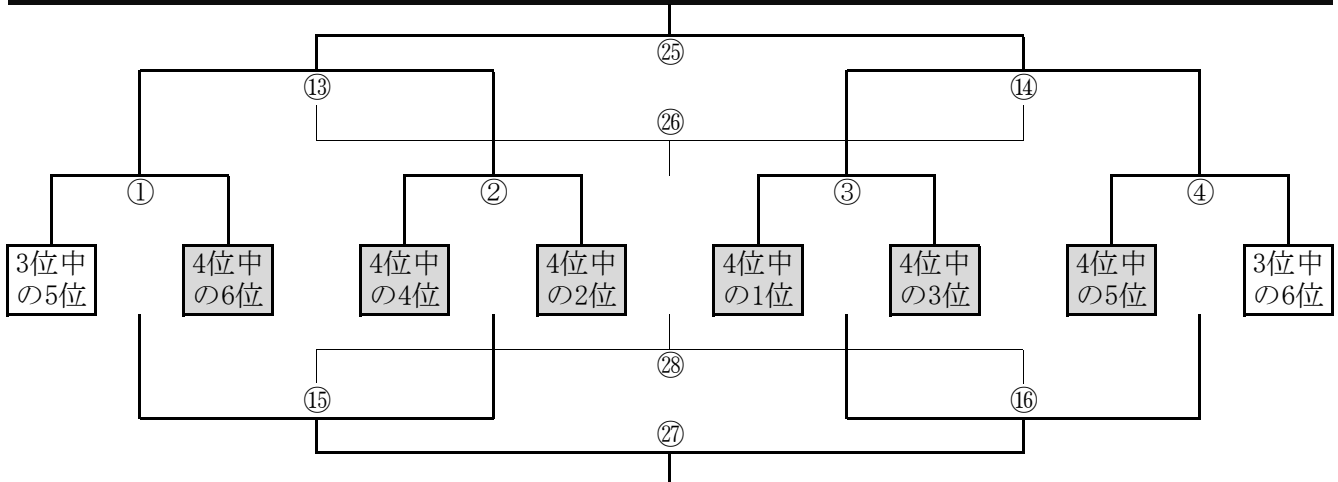 ㉕
⑬
⑭
㉖
①
②
③
④
3位中
の5位
4位中
の6位
4位中
の4位
4位中
の2位
4位中
の1位
4位中
の3位
4位中
の5位
3位中
の6位
㉘
⑮
⑯
㉗